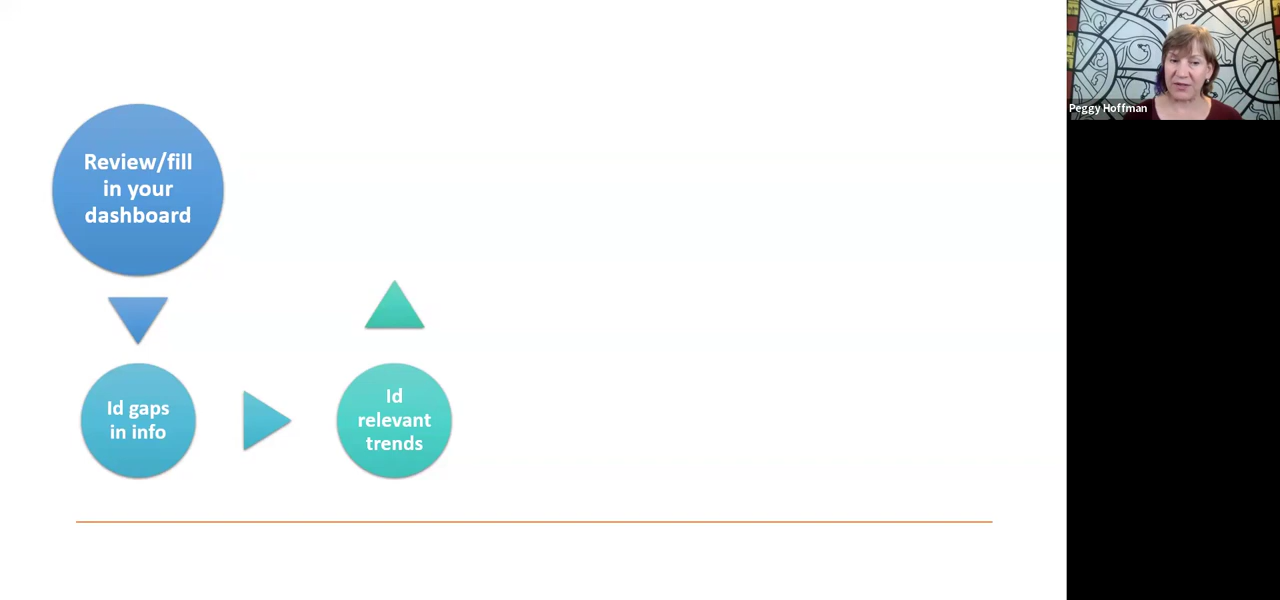 Review/fill
in your
dashboard
Id gaps
in info
Id
relevant
trends
Peggy Hoffman